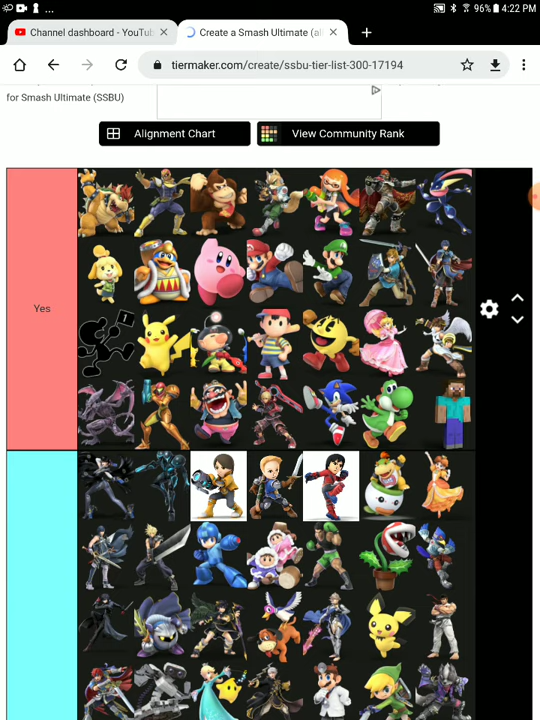 ... 96% 4:22 PM
Channel dashboard - YouTub
Create a Smash Ultimate (al
tiermaker.com/create/ssbu-tier-list-300-17194
for Smash Ultimate (SSBU)
Alignment Chart
View Community Rank
Yes